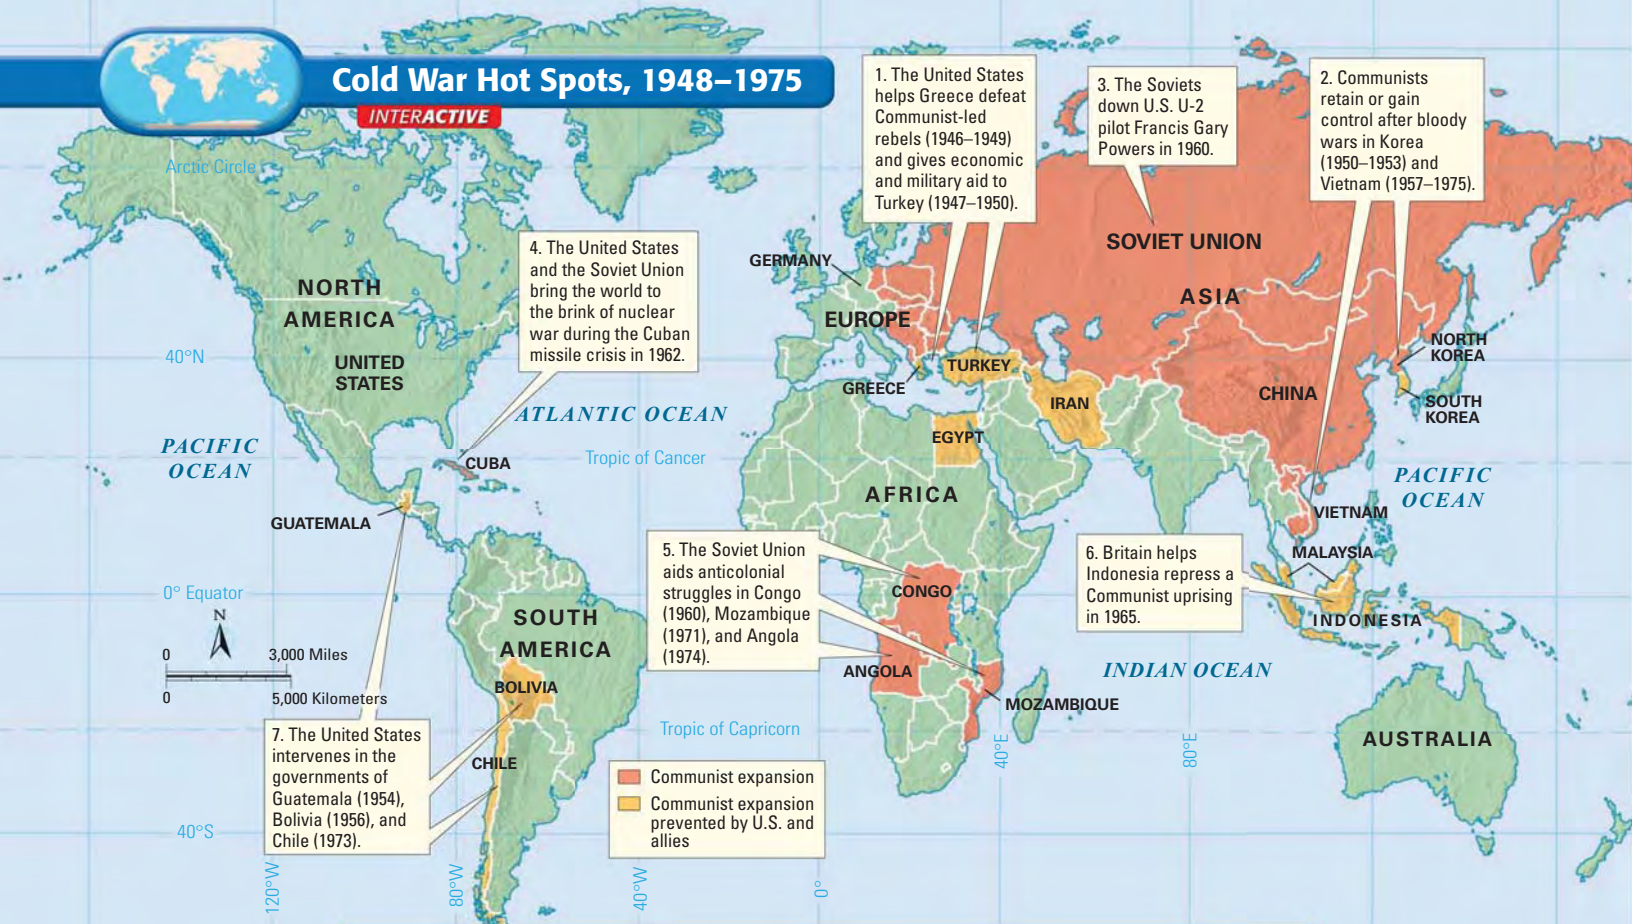 Cold War Hot Spots, 1948–1975
INTERACTIVE
1. The United States
helps Greece defeat
Communist-led
rebels (1946–1949)
and gives economic
and military aid to
Turkey (1947–1950).
3. The Soviets
down U.S. U-2
pilot Francis Gary
Powers in 1960.
2. Communists
retain or gain
control after bloody
wars in Korea
(1950–1953) and
Vietnam (1957–1975).
Arctic Circle
4. The United States
and the Soviet Union
bring the world to
the brink of nuclear
war during the Cuban
missile crisis in 1962.
NORTH
AMERICA
UNITED
STATES
GERMANY
EUROPE
SOVIET UNION
ASIA
40°N
GREECE
TURKEY
IRAN
CHINA
NORTH
KOREA
SOUTH
KOREA
ATLANTIC OCEAN
PACIFIC
OCEAN
Tropic of Cancer
CUBA
EGYPT
AFRICA
PACIFIC
OCEAN
VIETNAM
GUATEMALA
MALAYSIA
5. The Soviet Union
aids anticolonial
struggles in Congo
(1960), Mozambique
(1971), and Angola
(1974).
6. Britain helps
Indonesia repress a
Communist uprising
in 1965.
0° Equator
CONGO
INDONESIA
SOUTH
AMERICA
N
0
3,000 Miles
0
5,000 Kilometers
ANGOLA
INDIAN OCEAN
BOLIVIA
MOZAMBIQUE
Tropic of Capricorn
AUSTRALIA
7. The United States
intervenes in the
governments of
Guatemala (1954),
Bolivia (1956), and
Chile (1973).
CHILE
Communist expansion
Communist expansion
prevented by U.S. and
allies
40°S
120°W
80°W
40°W
0°
40°E
80°E